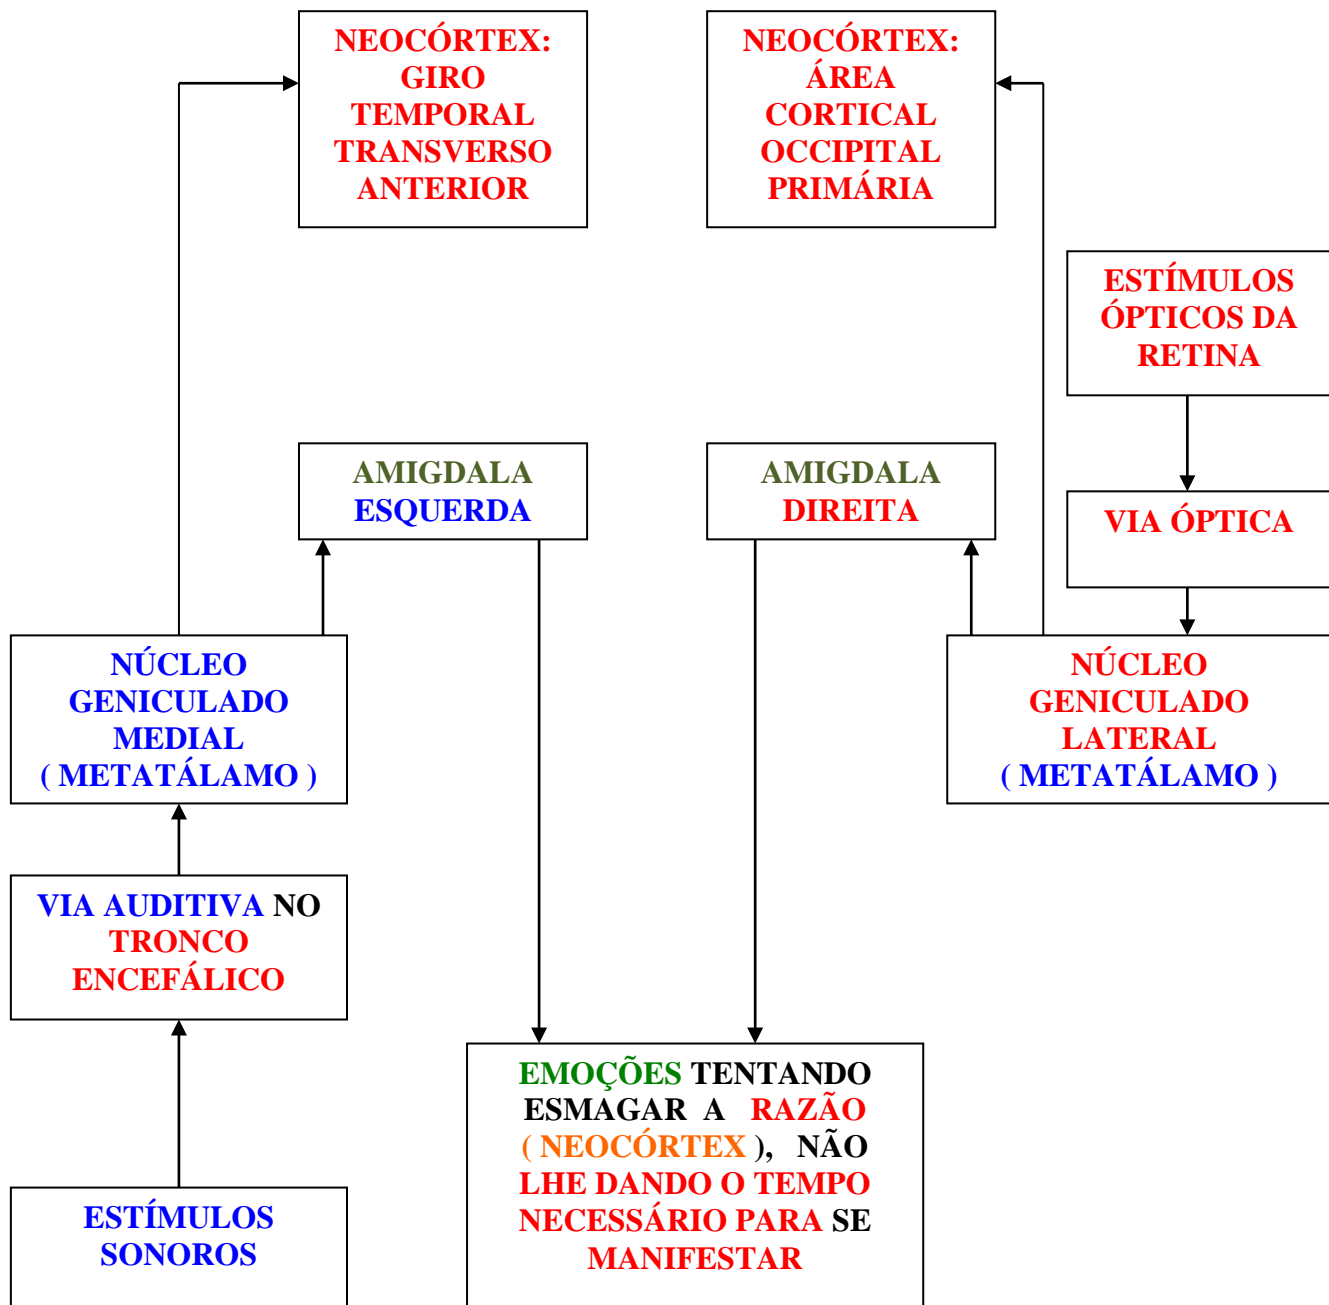 NEOCÓRTEX:
GIRO
TEMPORAL
TRANSVERSO
ANTERIOR
NEOCÓRTEX:
ÁREA
CORTICAL
OCCIPITAL
PRIMÁRIA
ESTÍMULOS
ÓPTICOS DA
RETINA
AMIGDALA
ESQUERDA
AMIGDALA
DIREITA
VIA ÓPTICA
NÚCLEO
GENICULADO
MEDIAL
( METATÁLAMO )
NÚCLEO
GENICULADO
LATERAL
( METATÁLAMO )
VIA AUDITIVA NO
TRONCO
ENCEFÁLICO
EMOÇÕES TENTANDO
ESMAGAR A RAZÃO
( NEOCÓRTEX ), NÃO
LHE DANDO O TEMPO
NECESSÁRIO PARA SE
MANIFESTAR
ESTÍMULOS
SONOROS